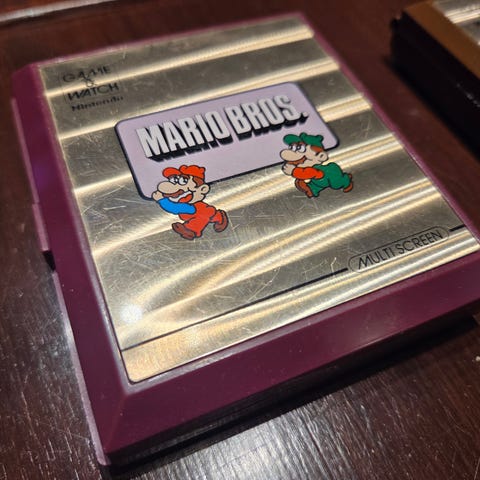 GAME
&
WATCH
Nintendo
MARIO BROS.
MULTI SCREEN